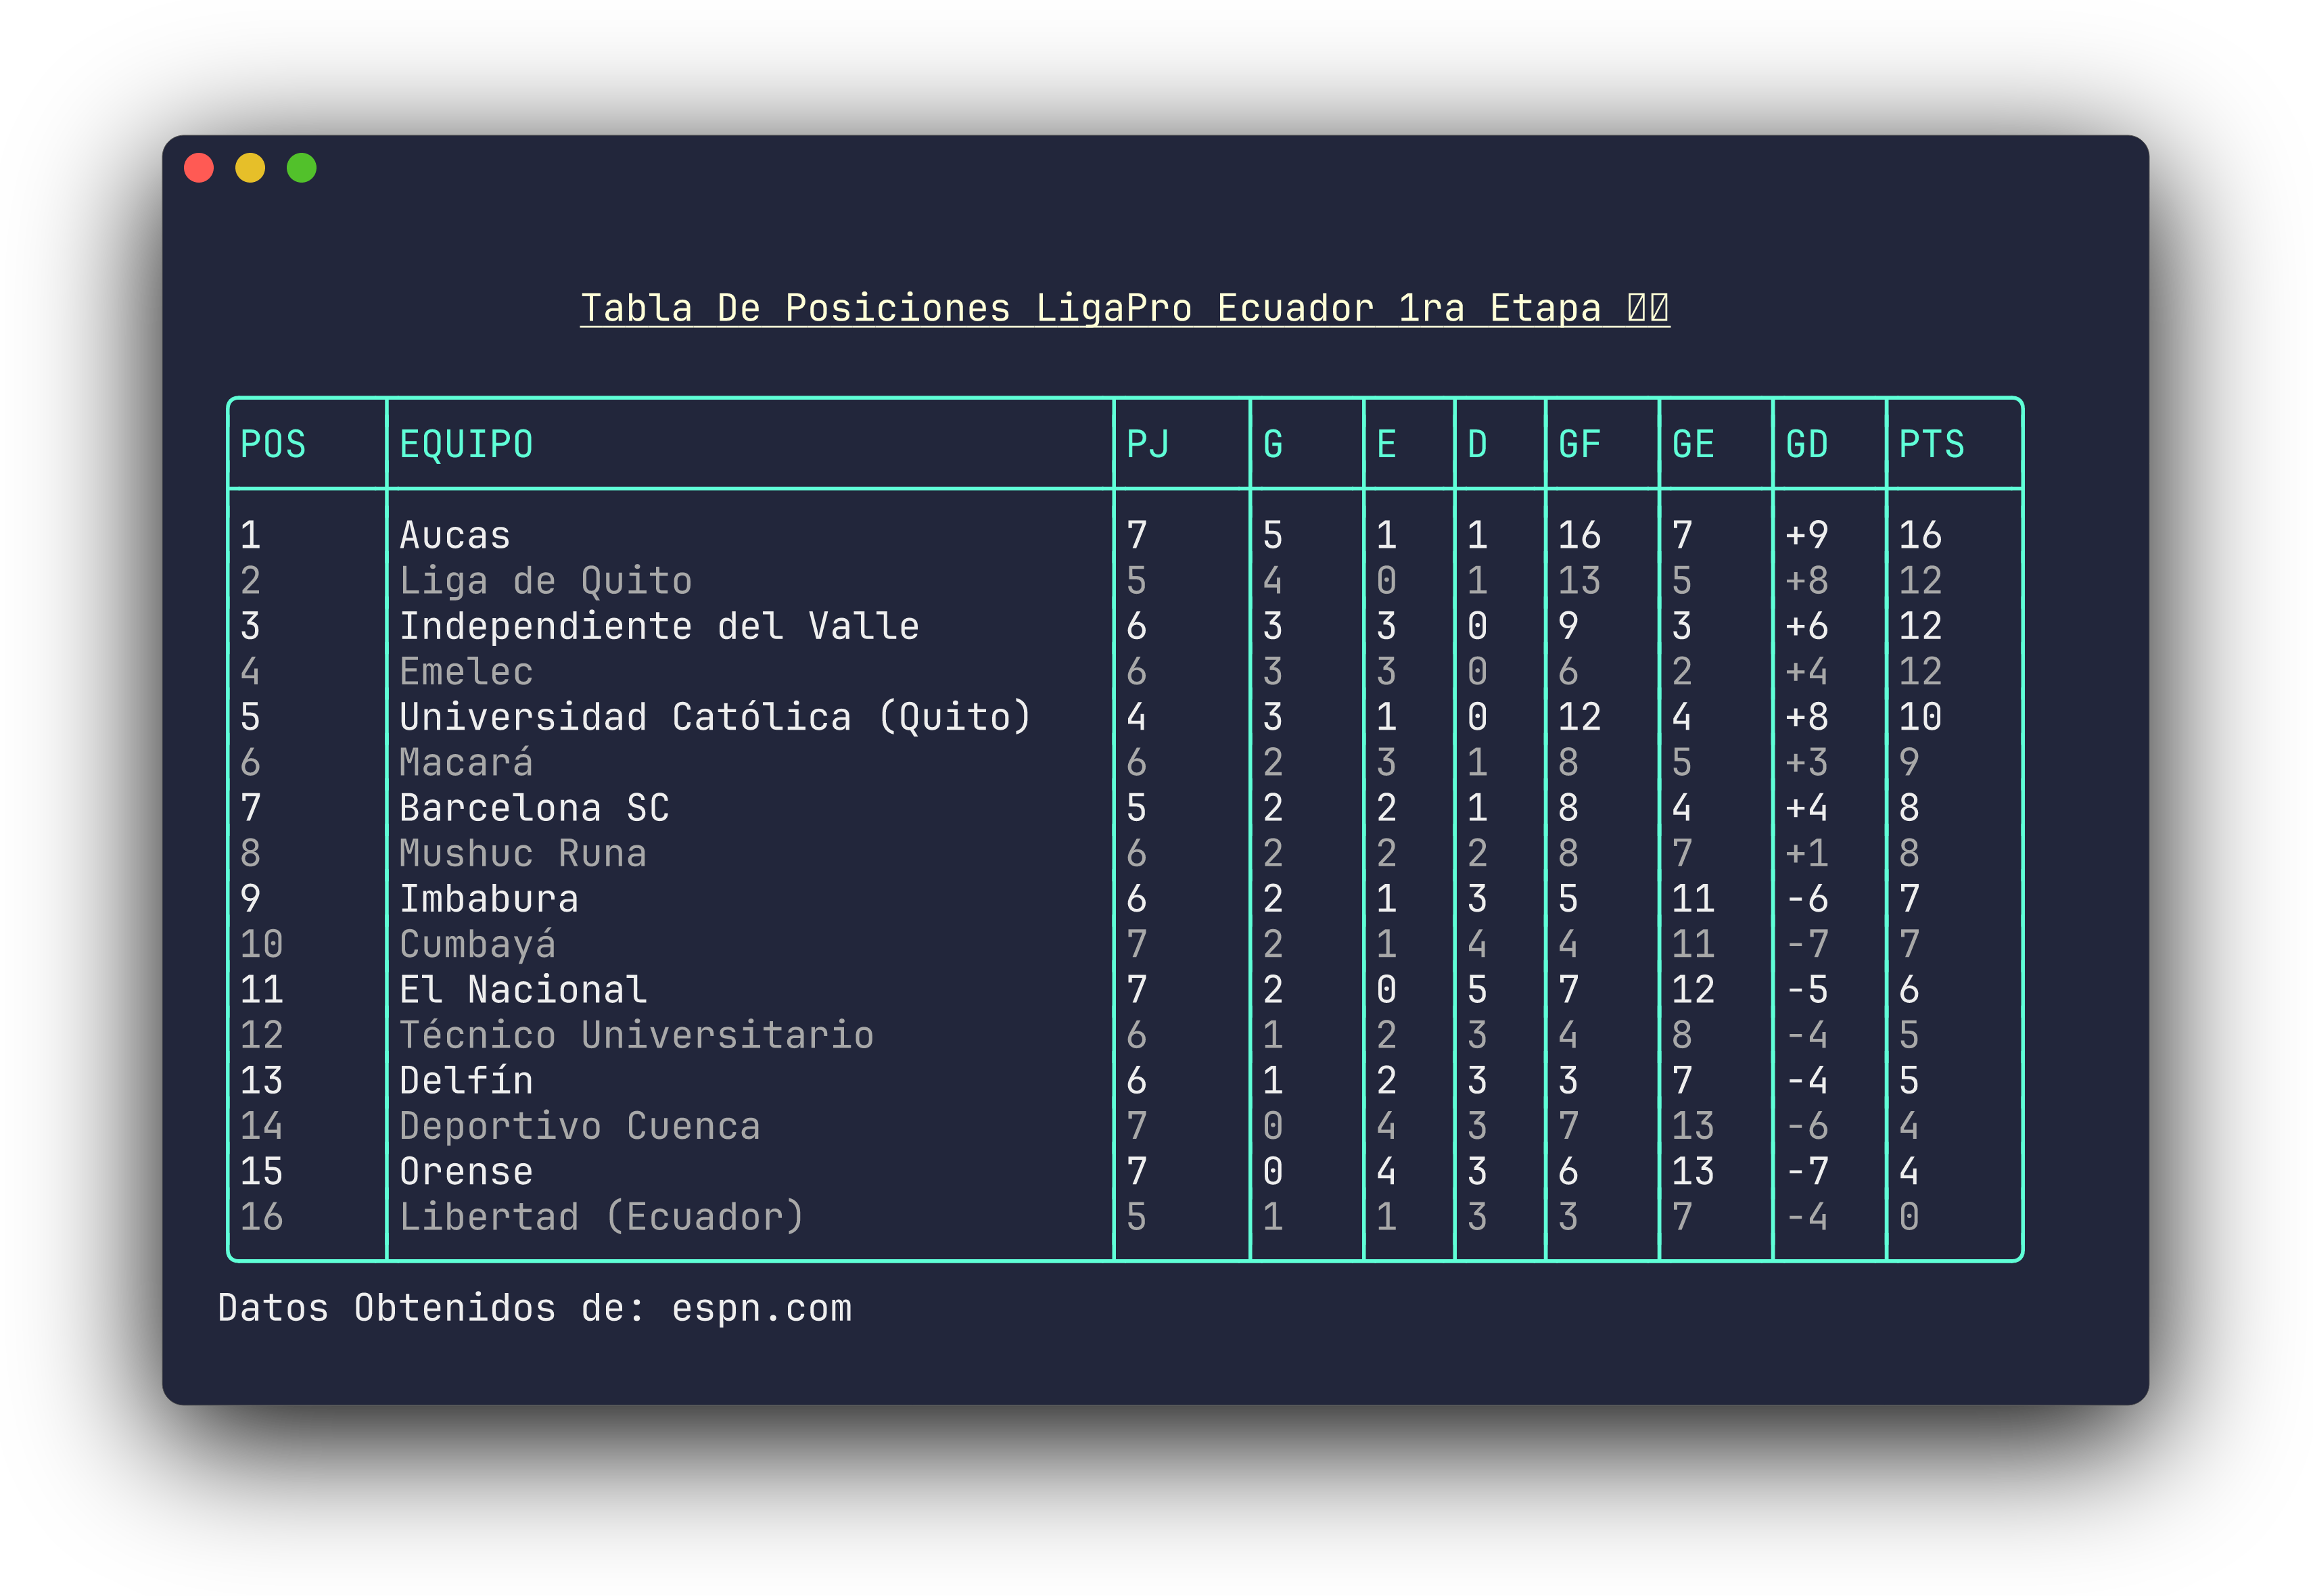 Tabla De Posiciones LigaPro Ecuador 1ra Etapa
POS EQUIPO PJ G E D GF GE GD PTS
1 Aucas 7 5 1 1 16 7 +9 16
2 Liga de Quito 5 4 0 1 13 5 +8 12
3 Independiente del Valle 6 3 3 0 9 3 +6 12
4 Emelec 6 3 3 0 6 2 +4 12
5 Universidad Católica (Quito) 4 3 1 0 12 4 +8 10
6 Macará 6 2 3 1 8 5 +3 9
7 Barcelona SC 5 2 2 1 8 4 +4 8
8 Mushuc Runa 6 2 2 2 8 7 +1 8
9 Imbabura 6 2 1 3 5 11 -6 7
10 Cumbayá 7 2 1 4 4 11 -7 7
11 El Nacional 7 2 0 5 7 12 -5 6
12 Técnico Universitario 6 1 2 3 4 8 -4 5
13 Delfín 6 1 2 3 3 7 -4 5
14 Deportivo Cuenca 7 0 4 3 7 13 -6 4
15 Orense 7 0 4 3 6 13 -7 4
16 Libertad (Ecuador) 5 1 1 3 3 7 -4 0
Datos Obtenidos de: espn.com